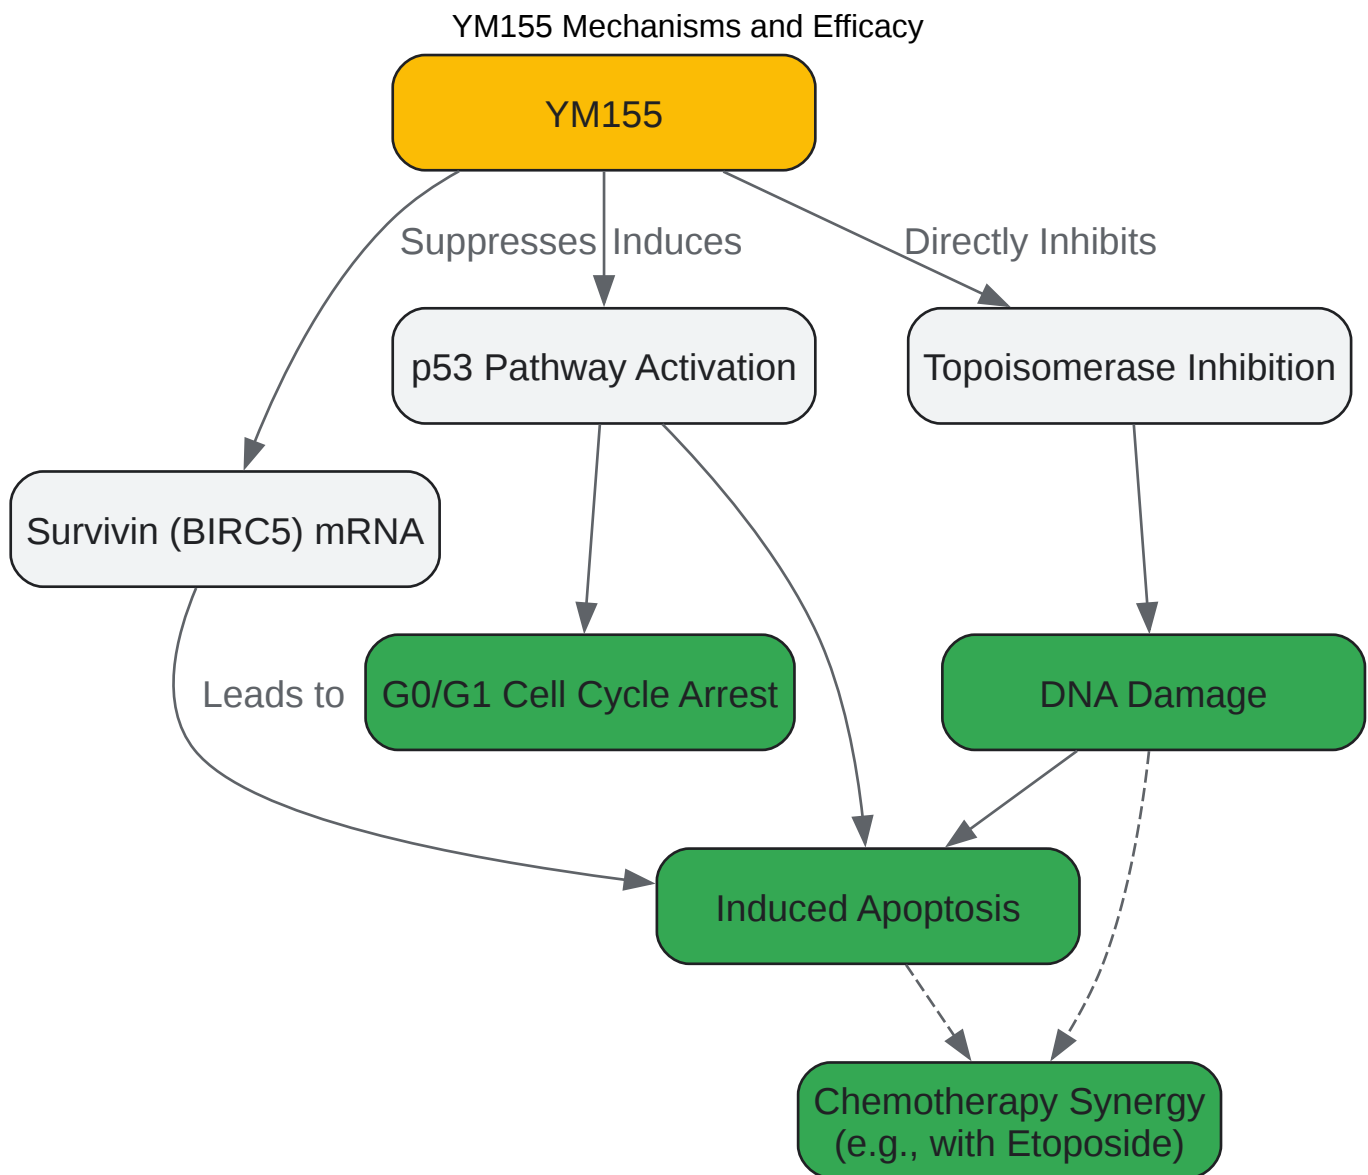 YM155 Mechanisms and Efficacy
YM155
Suppresses
Induces
Directly Inhibits
p53 Pathway Activation
Topoisomerase Inhibition
Survivin (BIRC5) mRNA
Leads to
G0/G1 Cell Cycle Arrest
DNA Damage
Induced Apoptosis
Chemotherapy Synergy
(e.g., with Etoposide)